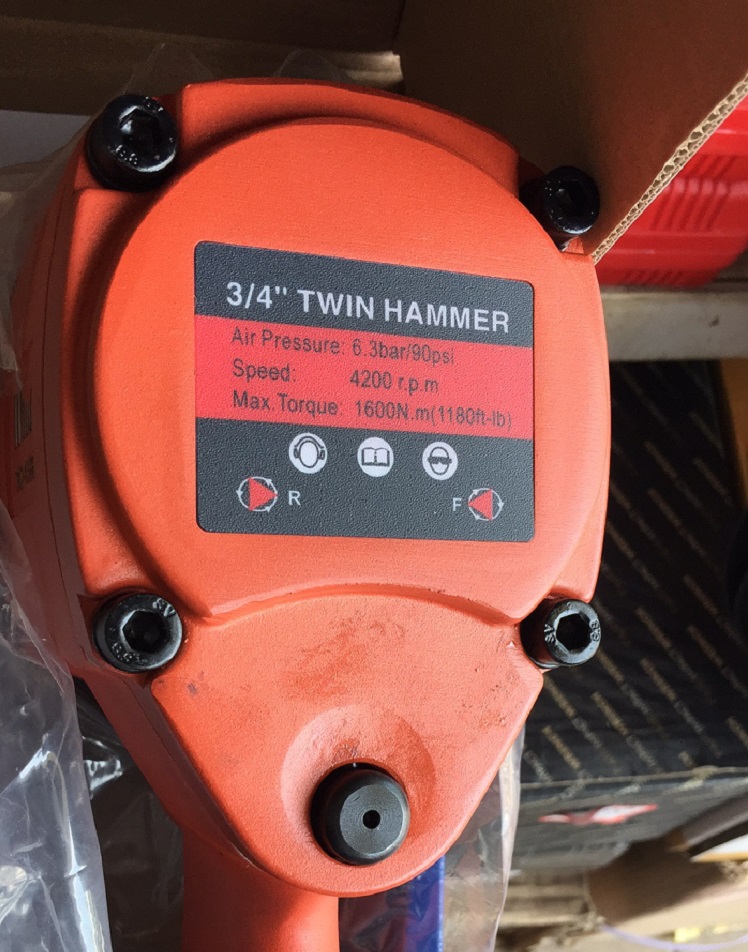 3/4" TWIN HAMMER
Air Pressure: 6.3bar/90psi
Speed: 4200 r.p.m
Max.Torque: 1600N.m(1180ft-lb)
R F